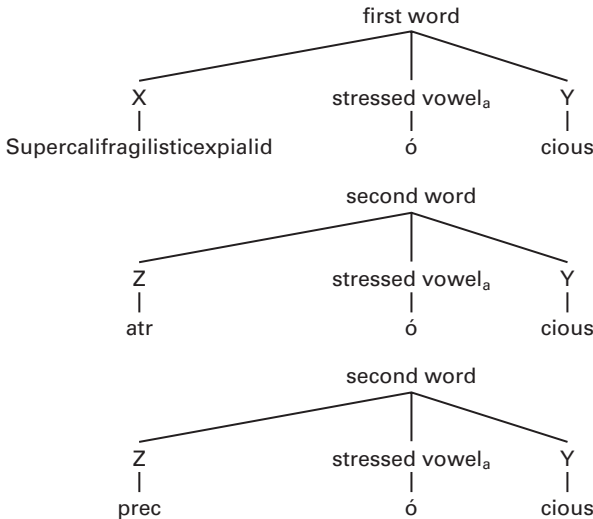 first word
X stressed vowelₐ Y
Supercalifragilisticexpialid ó cious
second word
Z stressed vowelₐ Y
atr ó cious
second word
Z stressed vowelₐ Y
prec ó cious